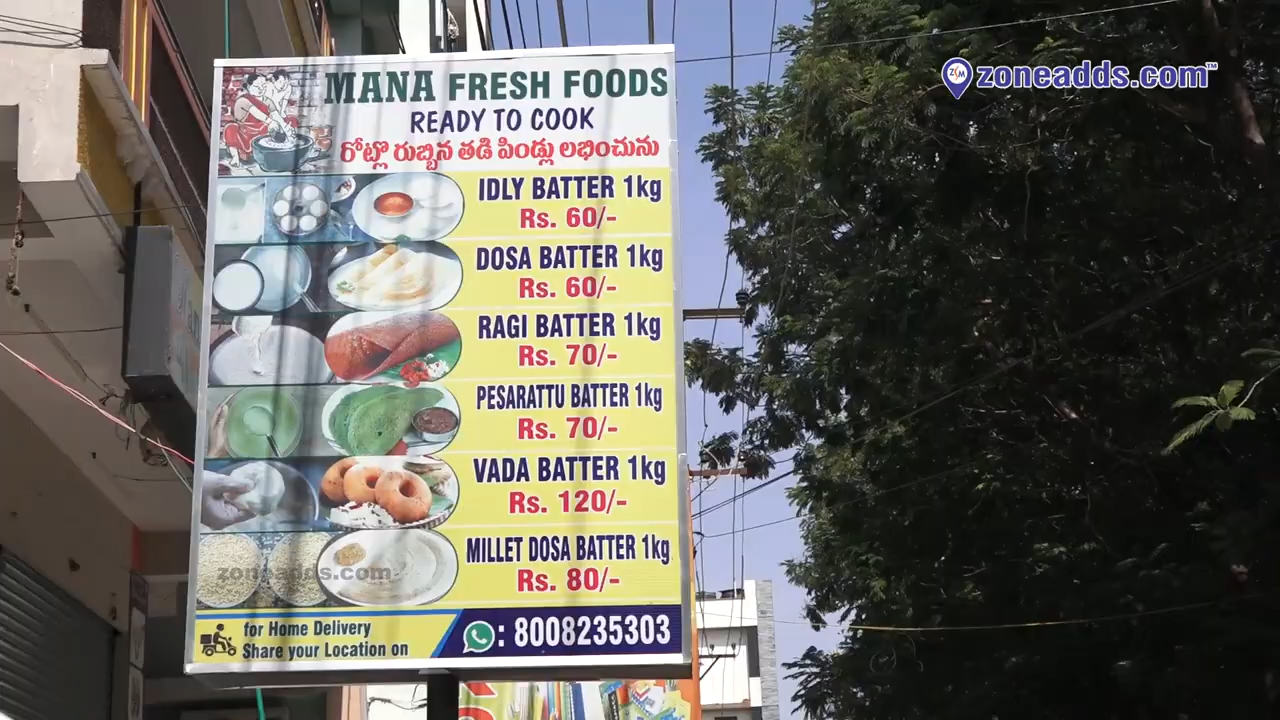 zoneadds.com™
MANA FRESH FOODS
READY TO COOK
రోట్లో రుబ్బిన తడి పిండ్లు లభించును
IDLY BATTER 1kg
Rs. 60/-
DOSA BATTER 1kg
Rs. 60/-
RAGI BATTER 1kg
Rs. 70/-
PESARATTU BATTER 1kg
Rs. 70/-
VADA BATTER 1kg
Rs. 120/-
MILLET DOSA BATTER 1kg
Rs. 80/-
zoneadds.com
for Home Delivery
Share your Location on
: 8008235303